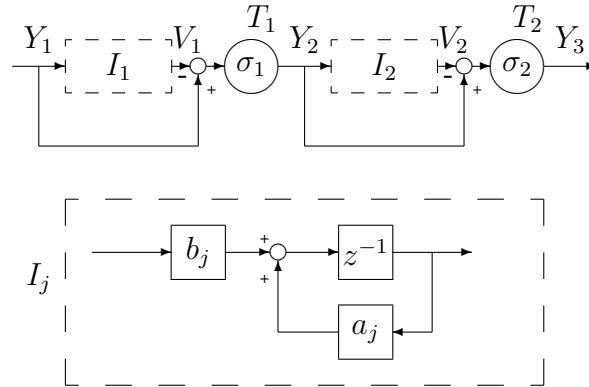 T_1 T_2
Y_1 I_1 V_1 σ_1 Y_2 I_2 V_2 σ_2 Y_3
- + - +
b_j + z^{-1}
I_j +
a_j